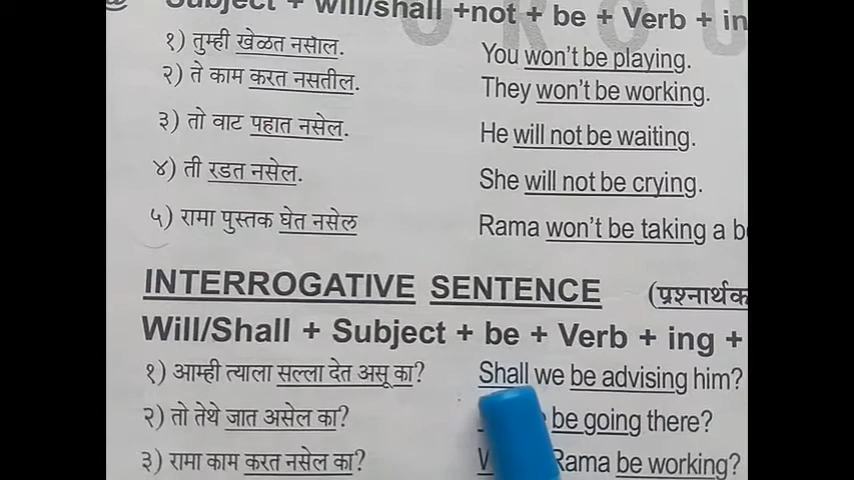 Subject + will/shall +not + be + Verb + in
१) तुम्ही खेळत नसाल. You won't be playing.
२) ते काम करत नसतील. They won't be working.
३) तो वाट पहात नसेल. He will not be waiting.
४) ती रडत नसेल. She will not be crying.
५) रामा पुस्तक घेत नसेल Rama won't be taking a b
INTERROGATIVE SENTENCE (प्रश्नार्थक
Will/Shall + Subject + be + Verb + ing +
१) आम्ही त्याला सल्ला देत असू का? Shall we be advising him?
२) तो तेथे जात असेल का? be going there?
३) रामा काम करत नसेल का? Rama be working?